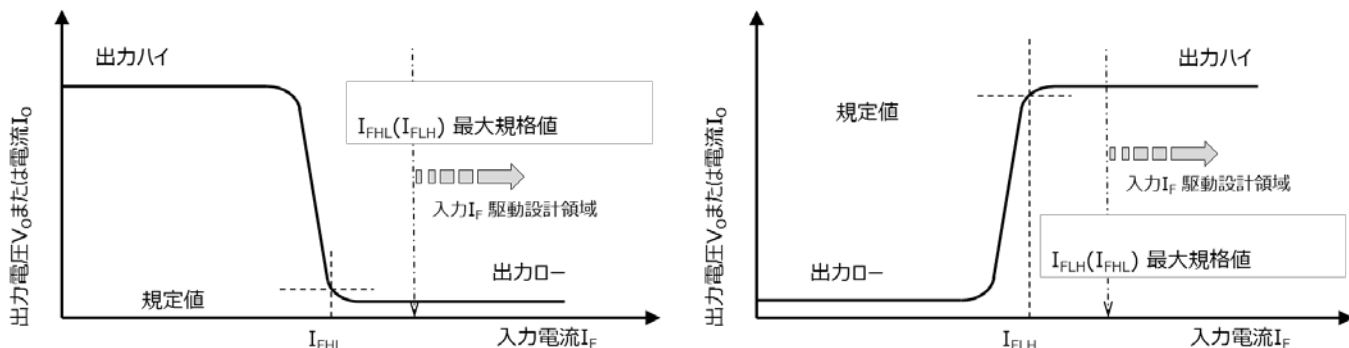 出力電圧VOまたは電流IO
出力ハイ
IFHL(IFLH) 最大規格値
入力IF 駆動設計領域
出力ロー
規定値
IFHL
入力電流IF
出力電圧VOまたは電流IO
出力ハイ
規定値
入力IF 駆動設計領域
IFLH(IFHL) 最大規格値
出力ロー
IFLH
入力電流IF